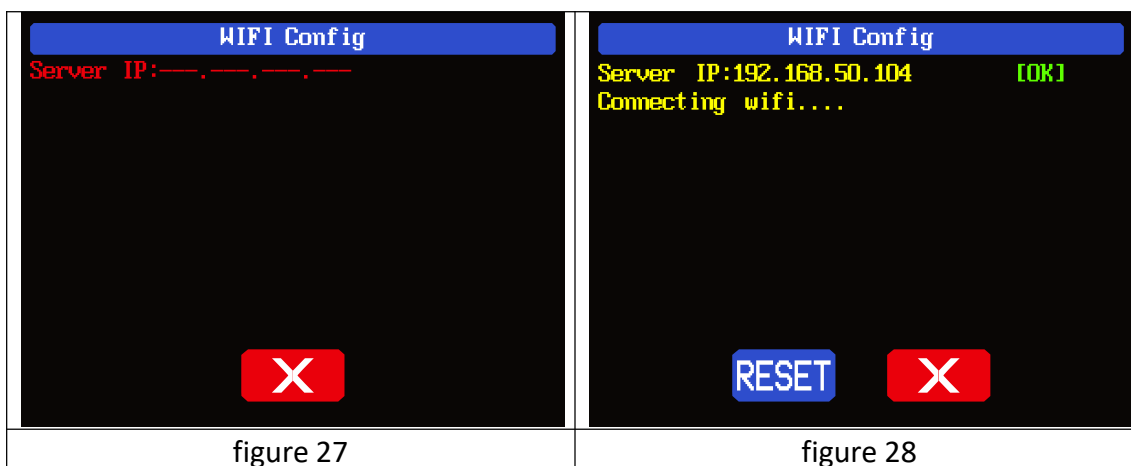 WIFI Config
Server IP:---.---.---.---
X
figure 27
WIFI Config
Server IP:192.168.50.104 [OK]
Connecting wifi....
RESET X
figure 28